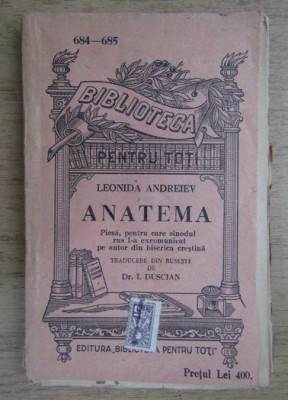 684—685
BIBLIOTECA
PENTRU TOȚI
LEONIDA ANDREIEV
ANATEMA
Piesă, pentru care sinodul
rus l-a excomunicat
pe autor din biserica creștină
TRADUCERE DIN RUSEȘTE
DE
Dr. I. DUSCIAN
EDITURA „BIBLIOTECA PENTRU TOȚI"
Prețul Lei 400.